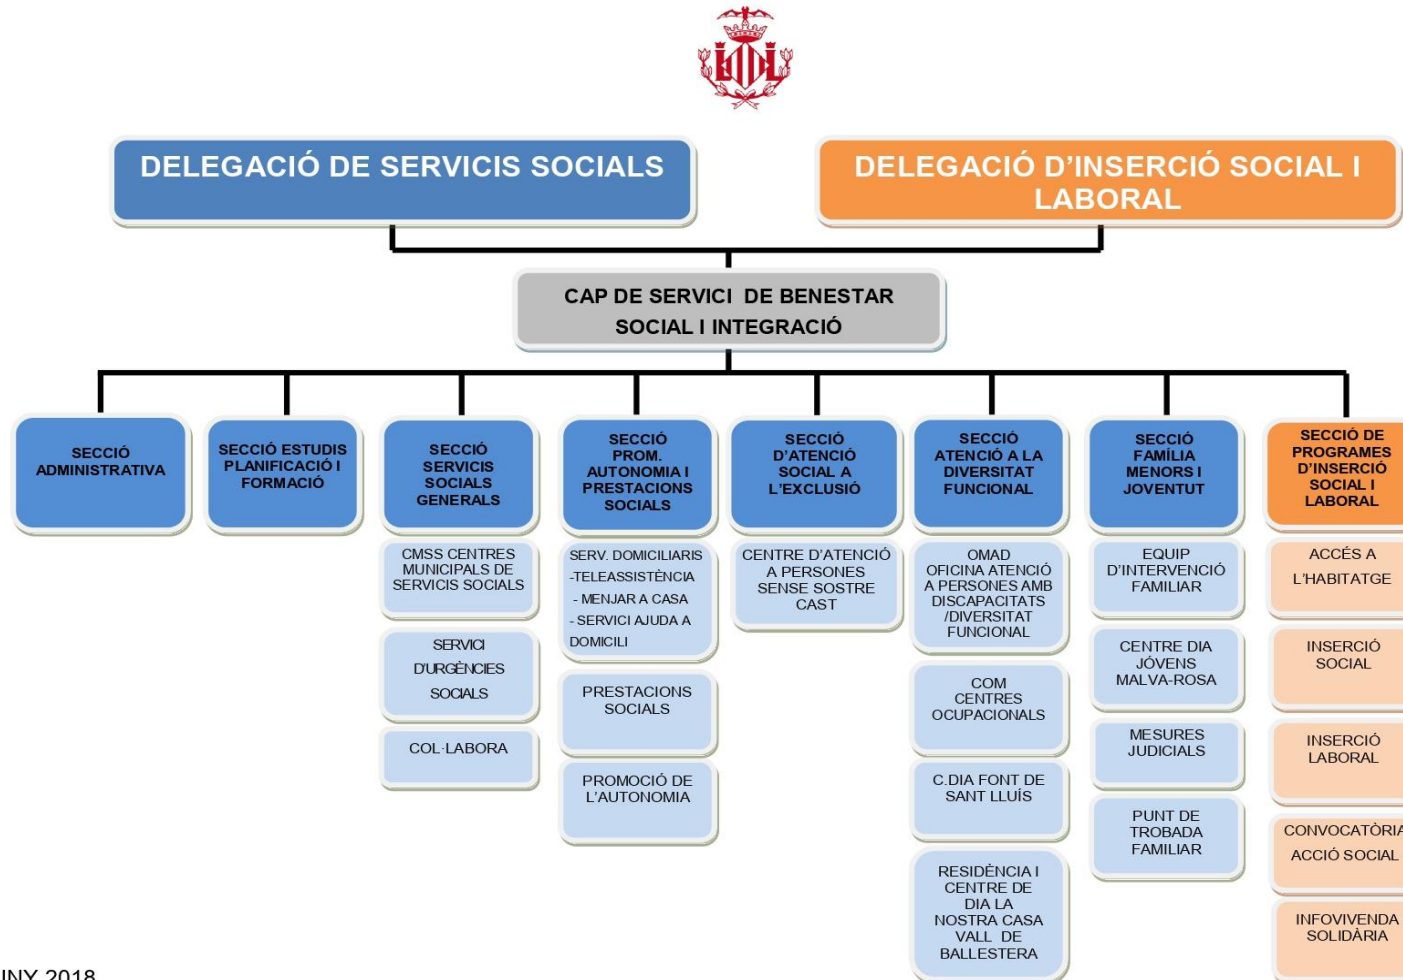 DELEGACIÓ DE SERVICIS SOCIALS
DELEGACIÓ D'INSERCIÓ SOCIAL I
LABORAL
CAP DE SERVICI DE BENESTAR
SOCIAL I INTEGRACIÓ
SECCIÓ
ADMINISTRATIVA
SECCIÓ ESTUDIS
PLANIFICACIÓ I
FORMACIÓ
SECCIÓ
SERVICIS
SOCIALS
GENERALS
SECCIÓ
PROM.
AUTONOMIA I
PRESTACIONS
SOCIALS
SECCIÓ
D'ATENCIÓ
SOCIAL A
L'EXCLUSIÓ
SECCIÓ
ATENCIÓ A LA
DIVERSITAT
FUNCIONAL
SECCIÓ
FAMÍLIA
MENORS I
JOVENTUT
SECCIÓ DE
PROGRAMES
D'INSERCIÓ
SOCIAL I
LABORAL
CMSS CENTRES
MUNICIPALS DE
SERVICIS SOCIALS
SERVICI
D'URGÈNCIES
SOCIALS
COL·LABORA
SERV. DOMICILIARIS
-TELEASSISTÈNCIA
- MENJAR A CASA
- SERVICI AJUDA A
DOMICILI
PRESTACIONS
SOCIALS
PROMOCIÓ DE
L'AUTONOMIA
CENTRE D'ATENCIÓ
A PERSONES
SENSE SOSTRE
CAST
OMAD
OFICINA ATENCIÓ
A PERSONES AMB
DISCAPACITATS
/DIVERSITAT
FUNCIONAL
COM
CENTRES
OCUPACIONALS
C.DIA FONT DE
SANT LLUÍS
RESIDÈNCIA I
CENTRE DE
DIA LA
NOSTRA CASA
VALL DE
BALLESTERA
EQUIP
D'INTERVENCIÓ
FAMILIAR
CENTRE DIA
JÓVENS
MALVA-ROSA
MESURES
JUDICIALS
PUNT DE
TROBADA
FAMILIAR
ACCÉS A
L'HABITATGE
INSERCIÓ
SOCIAL
INSERCIÓ
LABORAL
CONVOCATÒRIA
ACCIÓ SOCIAL
INFOVIVENDA
SOLIDÀRIA
2018